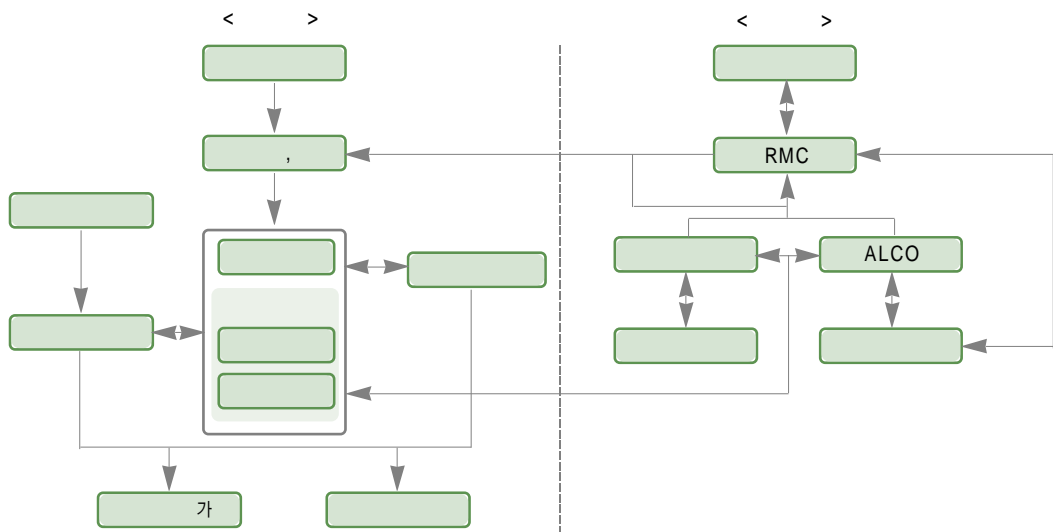 < >
< >
,
RMC
ALCO
가